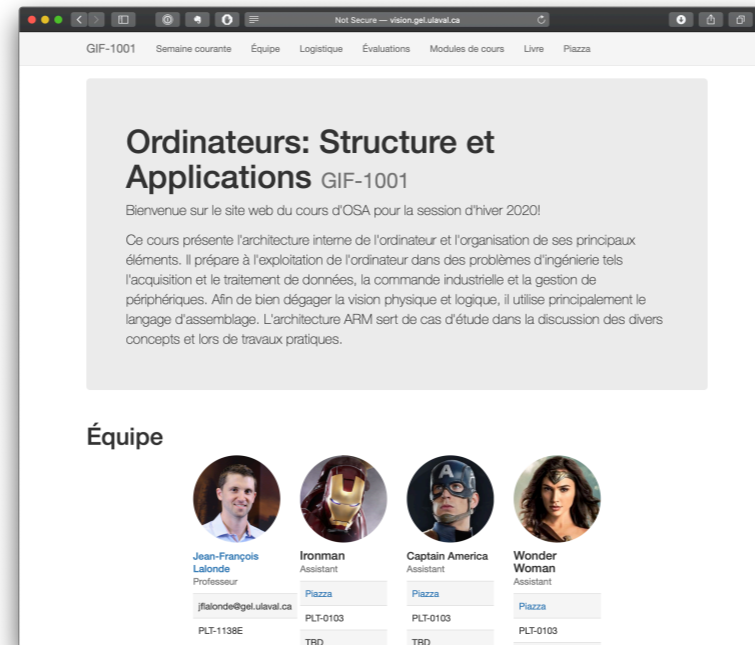 Not Secure — vision.gel.ulaval.ca
GIF-1001 Semaine courante Équipe Logistique Évaluations Modules de cours Livre Piazza
Ordinateurs: Structure et
Applications GIF-1001
Bienvenue sur le site web du cours d'OSA pour la session d'hiver 2020!
Ce cours présente l'architecture interne de l'ordinateur et l'organisation de ses principaux
éléments. Il prépare à l'exploitation de l'ordinateur dans des problèmes d'ingénierie tels
l'acquisition et le traitement de données, la commande industrielle et la gestion de
périphériques. Afin de bien dégager la vision physique et logique, il utilise principalement le
langage d'assemblage. L'architecture ARM sert de cas d'étude dans la discussion des divers
concepts et lors de travaux pratiques.
Équipe
Jean-François
Lalonde
Professeur
jflalonde@gel.ulaval.ca
PLT-1138E
Ironman
Assistant
Piazza
PLT-0103
TBD
Captain America
Assistant
Piazza
PLT-0103
TBD
Wonder
Woman
Assistant
Piazza
PLT-0103